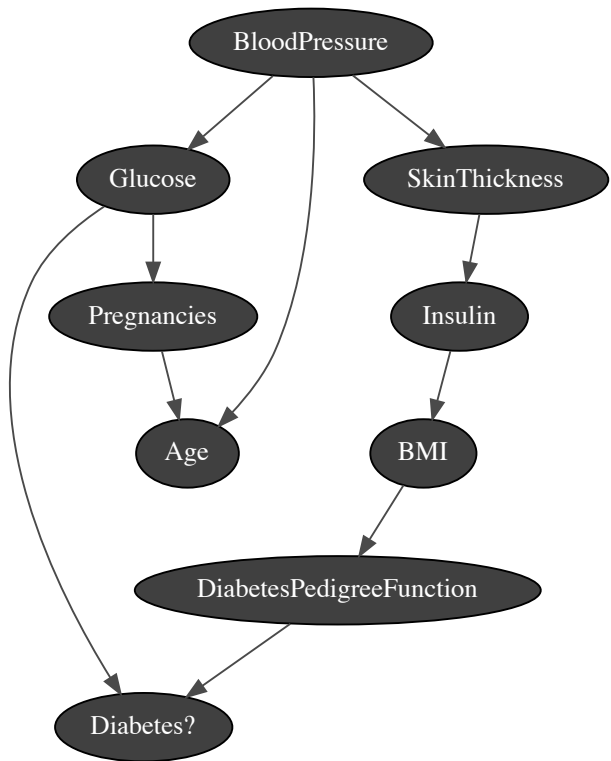 BloodPressure
Glucose
SkinThickness
Pregnancies
Insulin
Age
BMI
DiabetesPedigreeFunction
Diabetes?